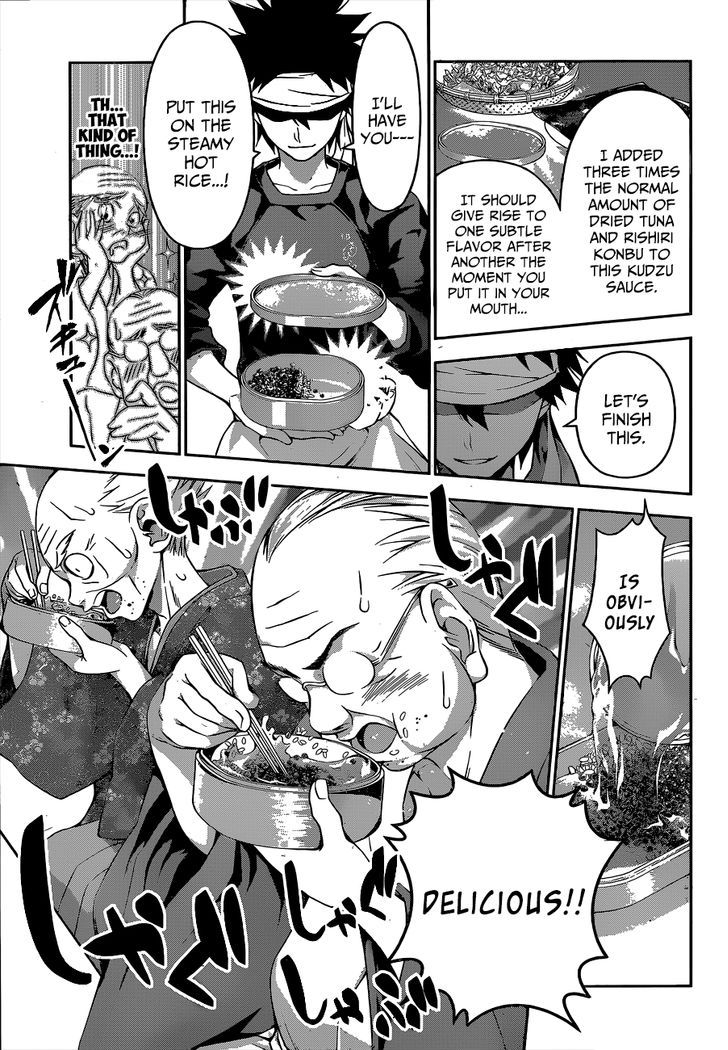 I ADDED
THREE TIMES
THE NORMAL
AMOUNT OF
DRIED TUNA
AND RISHIRI
KONBU TO
THIS KUDZU
SAUCE.
IT SHOULD
GIVE RISE TO
ONE SUBTLE
FLAVOR AFTER
ANOTHER THE
MOMENT YOU
PUT IT IN YOUR
MOUTH...
LET'S
FINISH
THIS.
I'LL
HAVE
YOU---
PUT THIS
ON THE
STEAMY
HOT
RICE...!
TH...
THAT
KIND OF
THING...!
IS
OBVI-
OUSLY
DELICIOUS!!